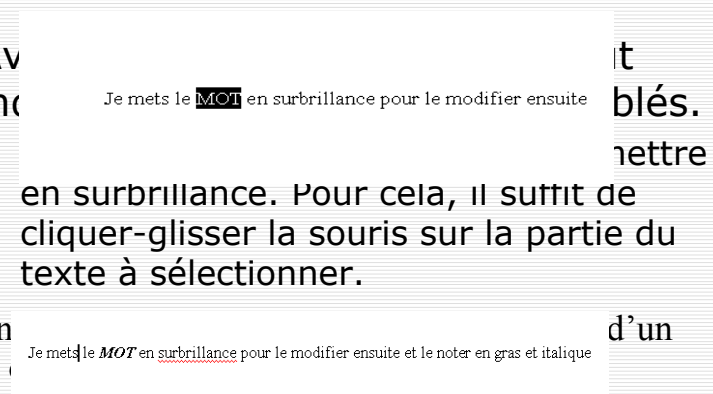 Je mets le MOT en surbrillance pour le modifier ensuite
en surbrillance. Pour cela, il suffit de
cliquer-glisser la souris sur la partie du
texte à sélectionner.
d’un
Je mets le MOT en surbrillance pour le modifier ensuite et le noter en gras et italique